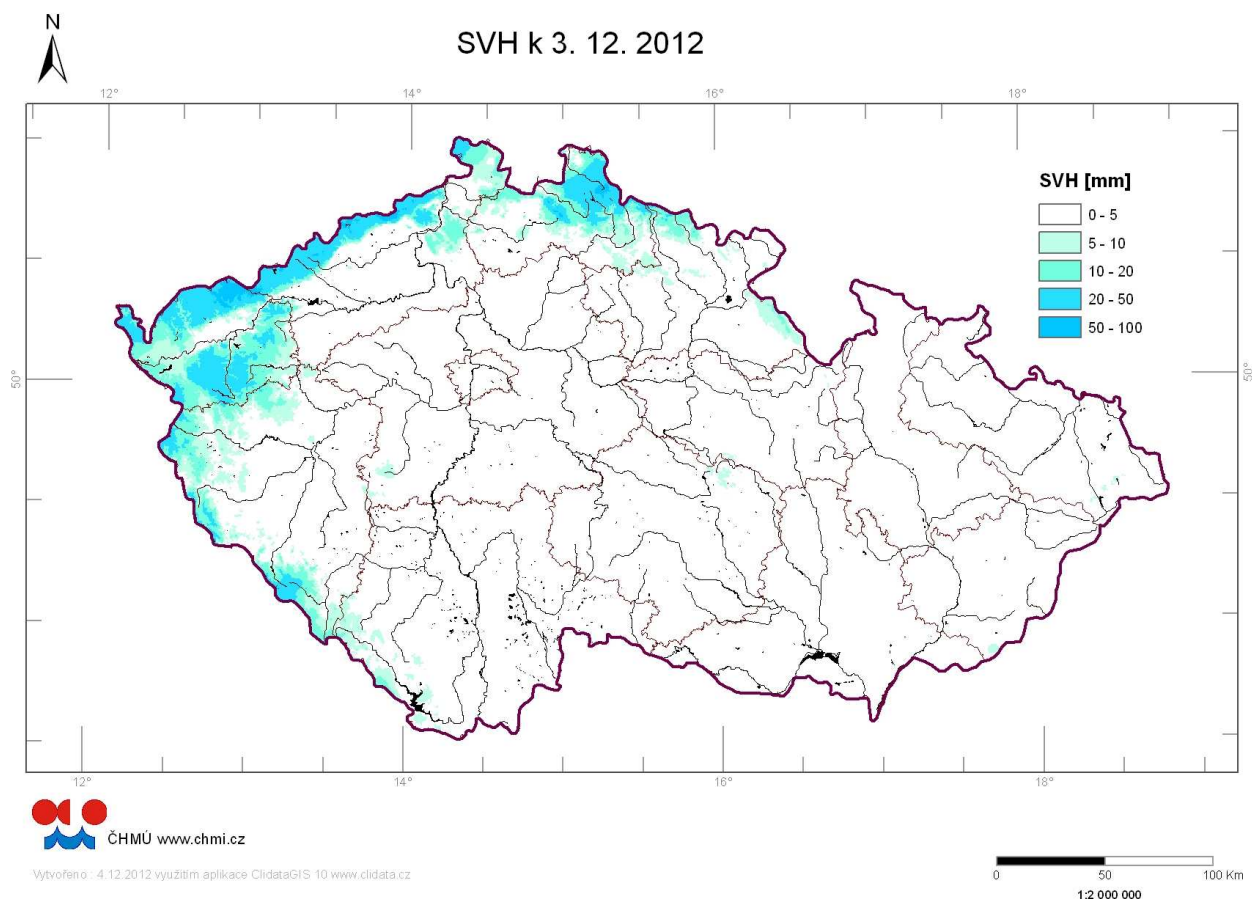 N
SVH k 3. 12. 2012
12° 14° 16° 18°
SVH [mm]
0 - 5
5 - 10
10 - 20
20 - 50
50 - 100
50° 50°
12° 14° 16° 18°
ČHMÚ www.chmi.cz
Vytvořeno : 4.12.2012 využitím aplikace ClidataGIS 10 www.clidata.cz
0 50 100 Km
1:2 000 000